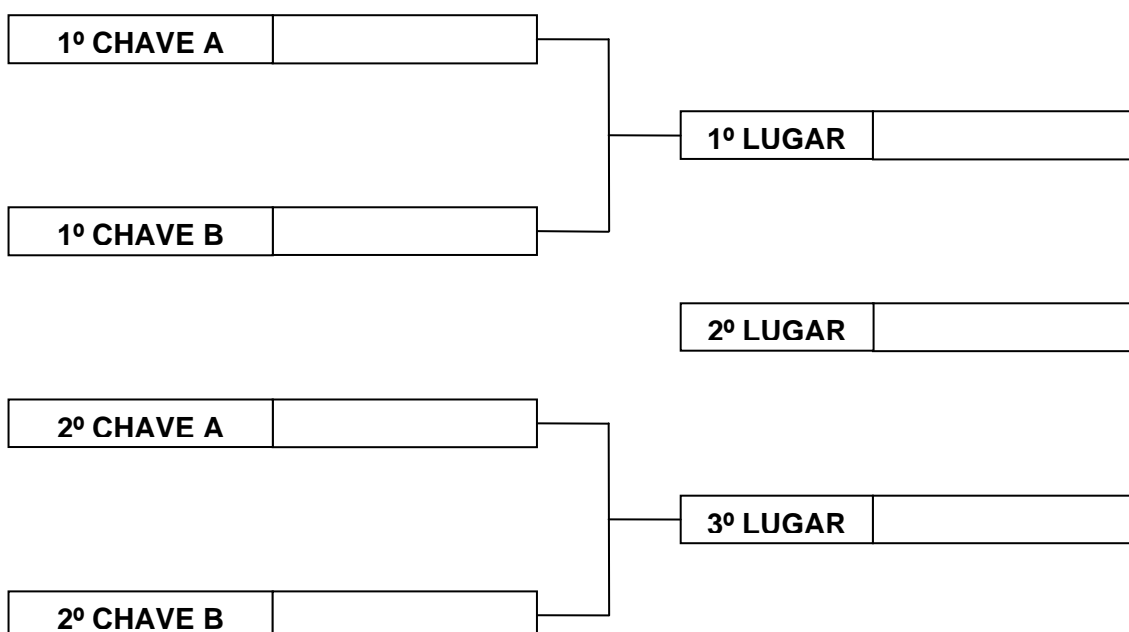 1º CHAVE A
1º LUGAR
1º CHAVE B
2º LUGAR
2º CHAVE A
3º LUGAR
2º CHAVE B